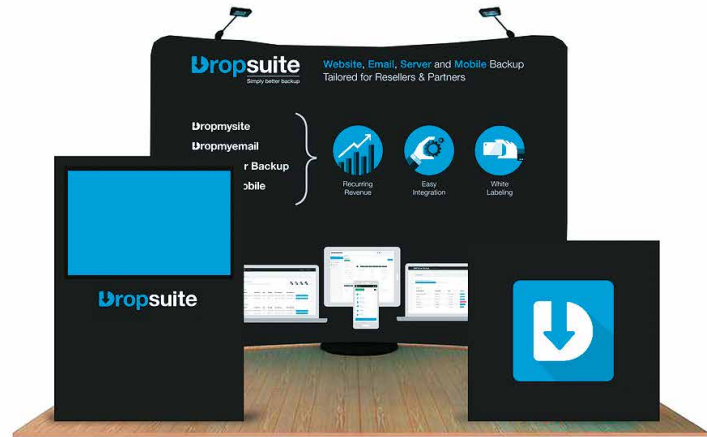 Dropsuite
Simply better backup
Website, Email, Server and Mobile Backup
Tailored for Resellers & Partners
Dropmysite
Dropmyemail
er Backup
obile
Recurring
Revenue
Easy
Integration
White
Labeling
Dropsuite
D